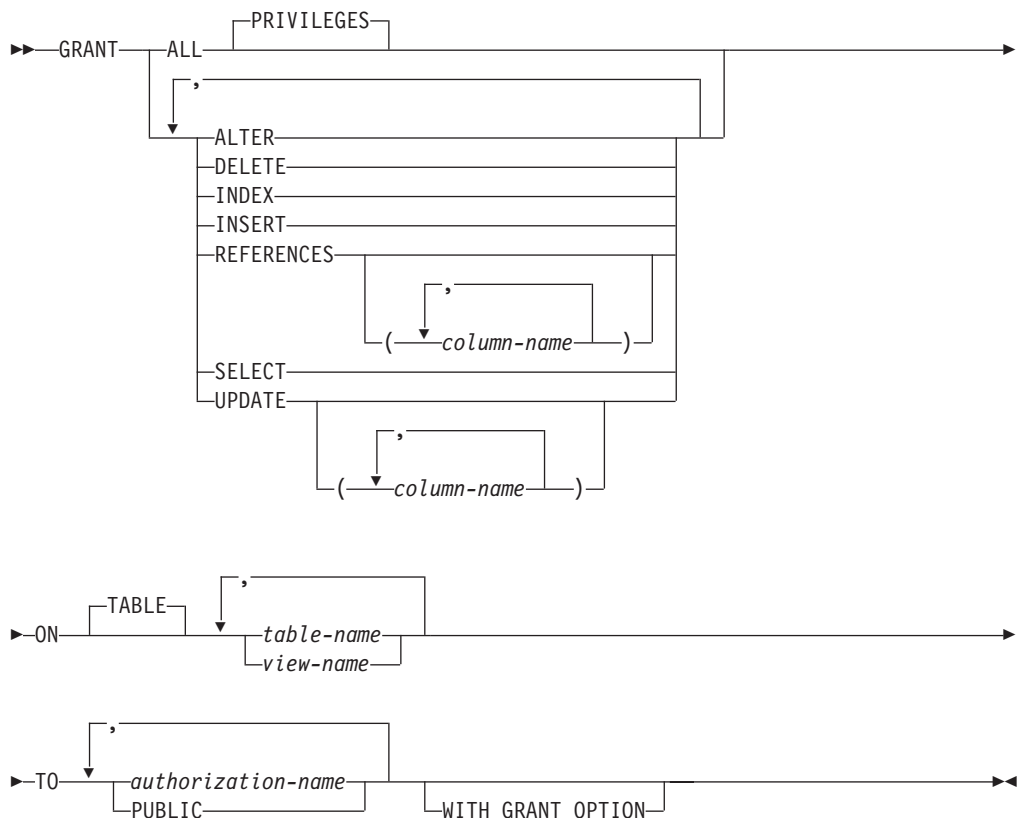 PRIVILEGES
GRANT ALL
,
ALTER
DELETE
INDEX
INSERT
REFERENCES
,
( column-name )
SELECT
UPDATE
,
( column-name )
,
TABLE
ON table-name
view-name
,
TO authorization-name
PUBLIC WITH GRANT OPTION